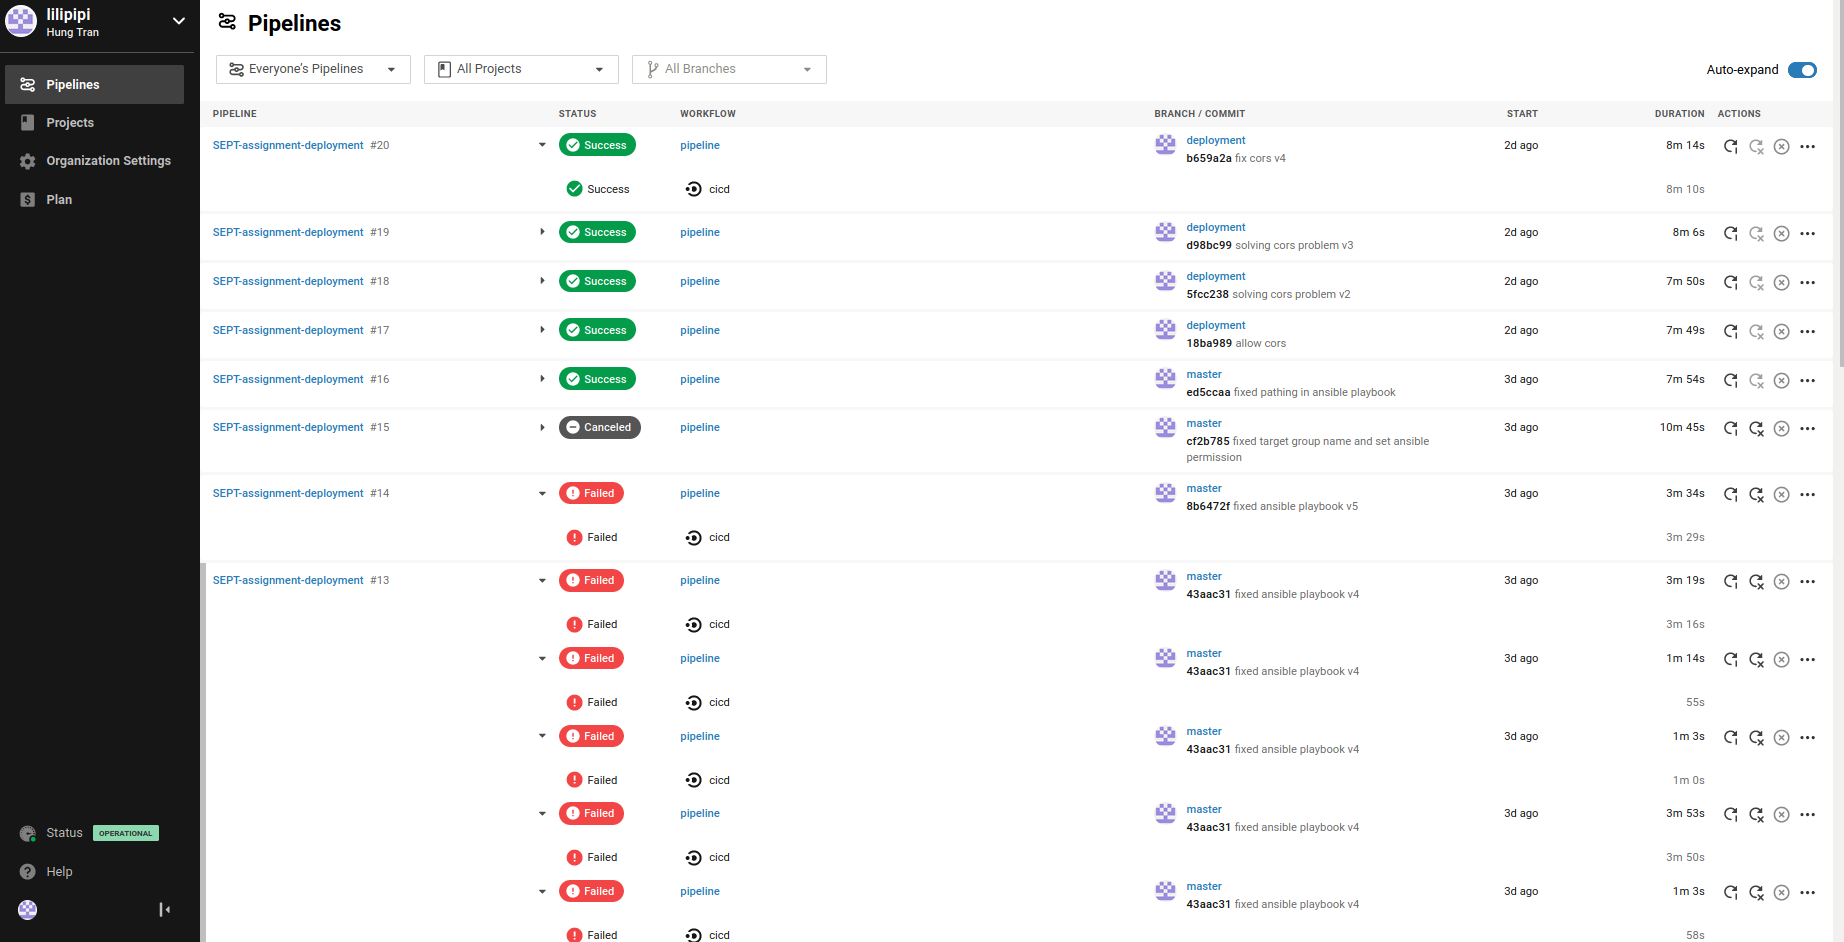 lilipipi
Hung Tran
Pipelines
Projects
Organization Settings
Plan
Status OPERATIONAL
Help
Pipelines
Everyone's Pipelines All Projects All Branches Auto-expand
PIPELINE STATUS WORKFLOW BRANCH / COMMIT START DURATION ACTIONS
SEPT-assignment-deployment #20 Success pipeline deployment 2d ago 8m 14s
b659a2a fix cors v4
Success cicd 8m 10s
SEPT-assignment-deployment #19 Success pipeline deployment 2d ago 8m 6s
d98bc99 solving cors problem v3
SEPT-assignment-deployment #18 Success pipeline deployment 2d ago 7m 50s
5fcc238 solving cors problem v2
SEPT-assignment-deployment #17 Success pipeline deployment 2d ago 7m 49s
18ba989 allow cors
SEPT-assignment-deployment #16 Success pipeline master 3d ago 7m 54s
ed5ccaa fixed pathing in ansible playbook
SEPT-assignment-deployment #15 Canceled pipeline master 3d ago 10m 45s
cf2b785 fixed target group name and set ansible
permission
SEPT-assignment-deployment #14 Failed pipeline master 3d ago 3m 34s
8b6472f fixed ansible playbook v5
Failed cicd 3m 29s
SEPT-assignment-deployment #13 Failed pipeline master 3d ago 3m 19s
43aac31 fixed ansible playbook v4
Failed cicd 3m 16s
Failed pipeline master 3d ago 1m 14s
43aac31 fixed ansible playbook v4
Failed cicd 55s
Failed pipeline master 3d ago 1m 3s
43aac31 fixed ansible playbook v4
Failed cicd 1m 0s
Failed pipeline master 3d ago 3m 53s
43aac31 fixed ansible playbook v4
Failed cicd 3m 50s
Failed pipeline master 3d ago 1m 3s
43aac31 fixed ansible playbook v4
Failed cicd 58s